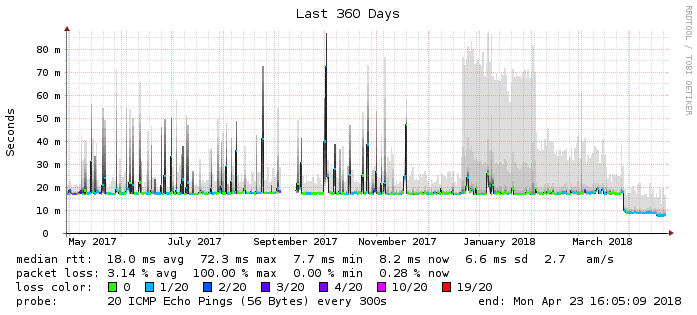 Last 360 Days
RRDTOOL / TOBI OETIKER
Seconds
80 m
70 m
60 m
50 m
40 m
30 m
20 m
10 m
0
May 2017 July 2017 September 2017 November 2017 January 2018 March 2018
median rtt: 18.0 ms avg 72.3 ms max 7.7 ms min 8.2 ms now 6.6 ms sd 2.7 am/s
packet loss: 3.14 % avg 100.00 % max 0.00 % min 0.28 % now
loss color: 0 1/20 2/20 3/20 4/20 10/20 19/20
probe: 20 ICMP Echo Pings (56 Bytes) every 300s end: Mon Apr 23 16:05:09 2018